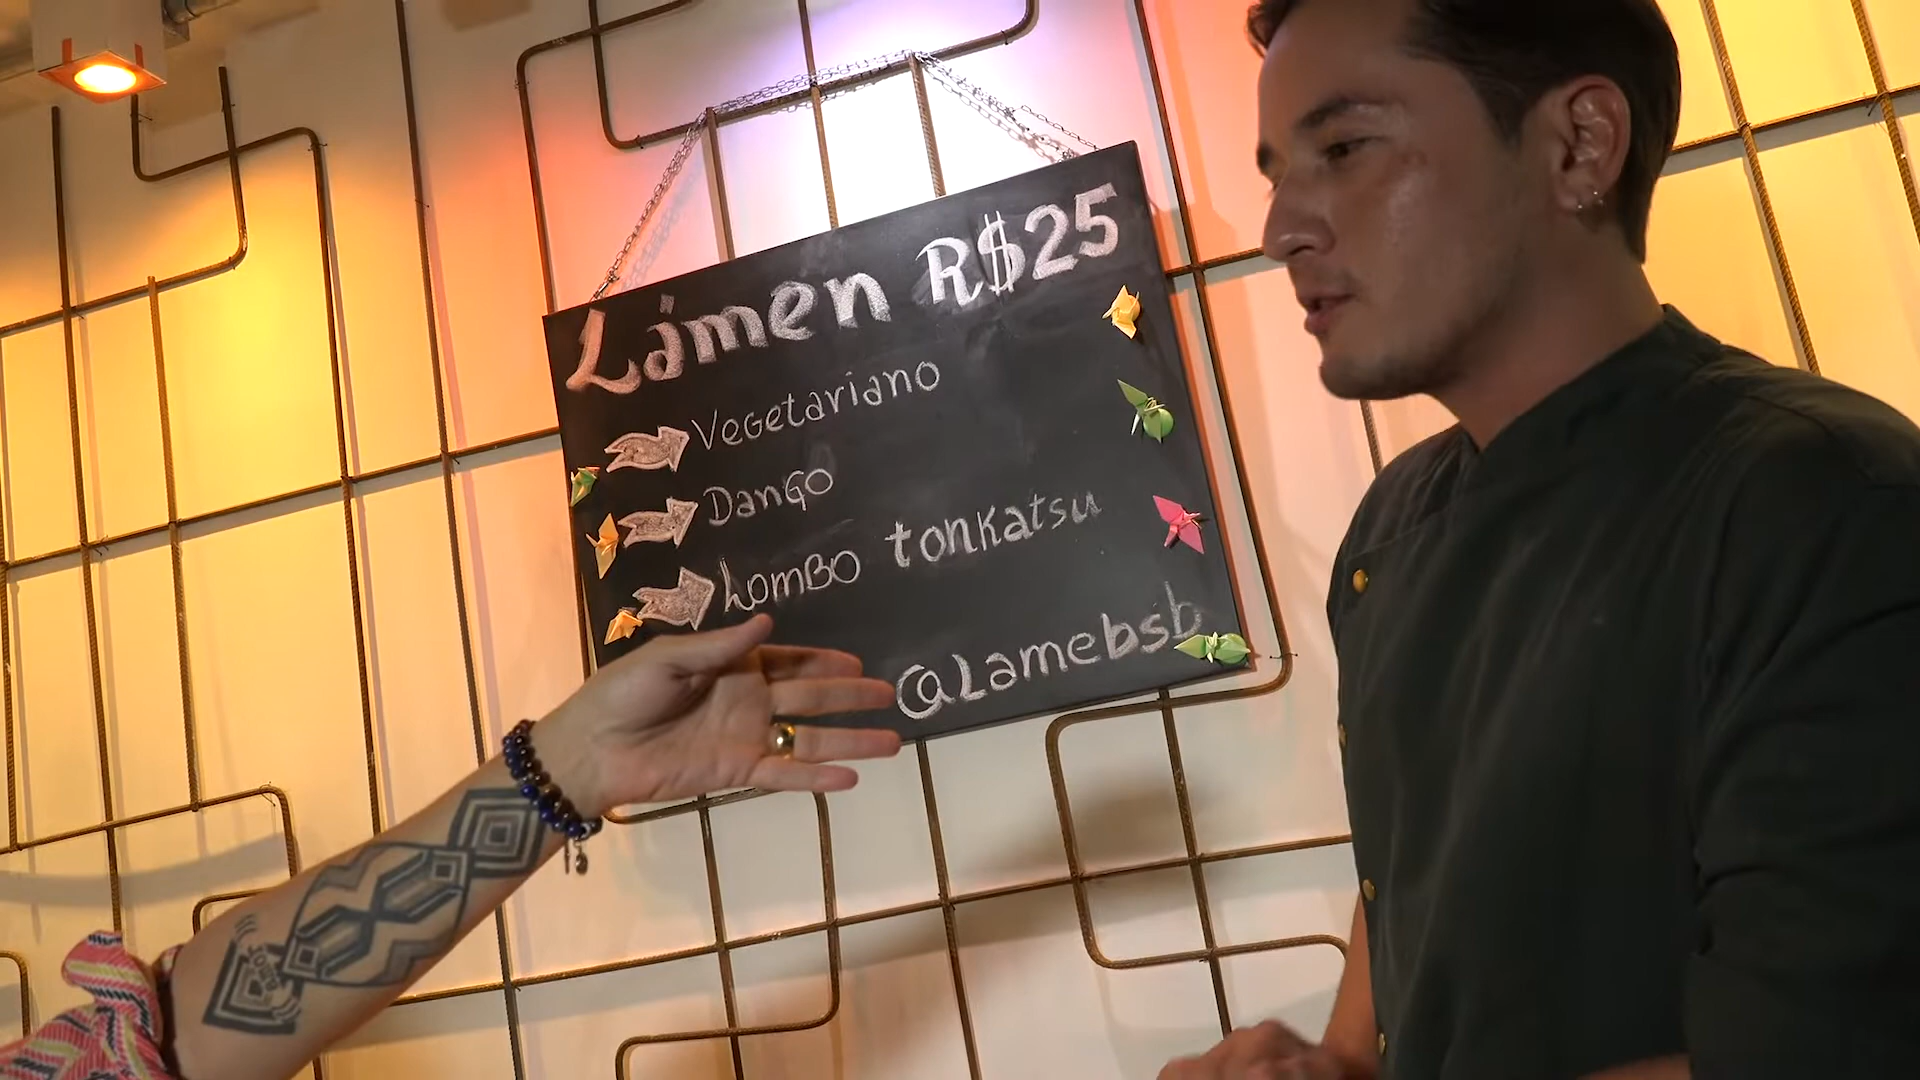 Lámen R$25
Vegetariano
Dango
Lombo tonkatsu
@Lamebsb